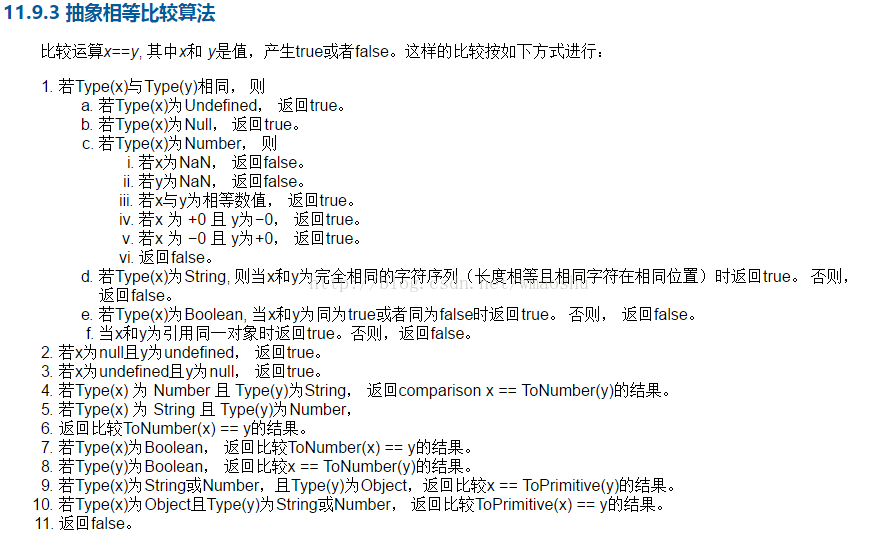 11.9.3 抽象相等比较算法
比较运算x==y, 其中x和 y是值，产生true或者false。这样的比较按如下方式进行：
1. 若Type(x)与Type(y)相同， 则
a. 若Type(x)为Undefined， 返回true。
b. 若Type(x)为Null， 返回true。
c. 若Type(x)为Number， 则
i. 若x为NaN， 返回false。
ii. 若y为NaN， 返回false。
iii. 若x与y为相等数值， 返回true。
iv. 若x 为 +0 且 y为−0， 返回true。
v. 若x 为 −0 且 y为+0， 返回true。
vi. 返回false。
d. 若Type(x)为String, 则当x和y为完全相同的字符序列（长度相等且相同字符在相同位置）时返回true。 否则，
返回false。
http://blog.csdn.net/wmaoshu
e. 若Type(x)为Boolean, 当x和y为同为true或者同为false时返回true。 否则， 返回false。
f. 当x和y为引用同一对象时返回true。否则，返回false。
2. 若x为null且y为undefined， 返回true。
3. 若x为undefined且y为null， 返回true。
4. 若Type(x) 为 Number 且 Type(y)为String， 返回comparison x == ToNumber(y)的结果。
5. 若Type(x) 为 String 且 Type(y)为Number，
6. 返回比较ToNumber(x) == y的结果。
7. 若Type(x)为Boolean， 返回比较ToNumber(x) == y的结果。
8. 若Type(y)为Boolean， 返回比较x == ToNumber(y)的结果。
9. 若Type(x)为String或Number，且Type(y)为Object，返回比较x == ToPrimitive(y)的结果。
10. 若Type(x)为Object且Type(y)为String或Number， 返回比较ToPrimitive(x) == y的结果。
11. 返回false。